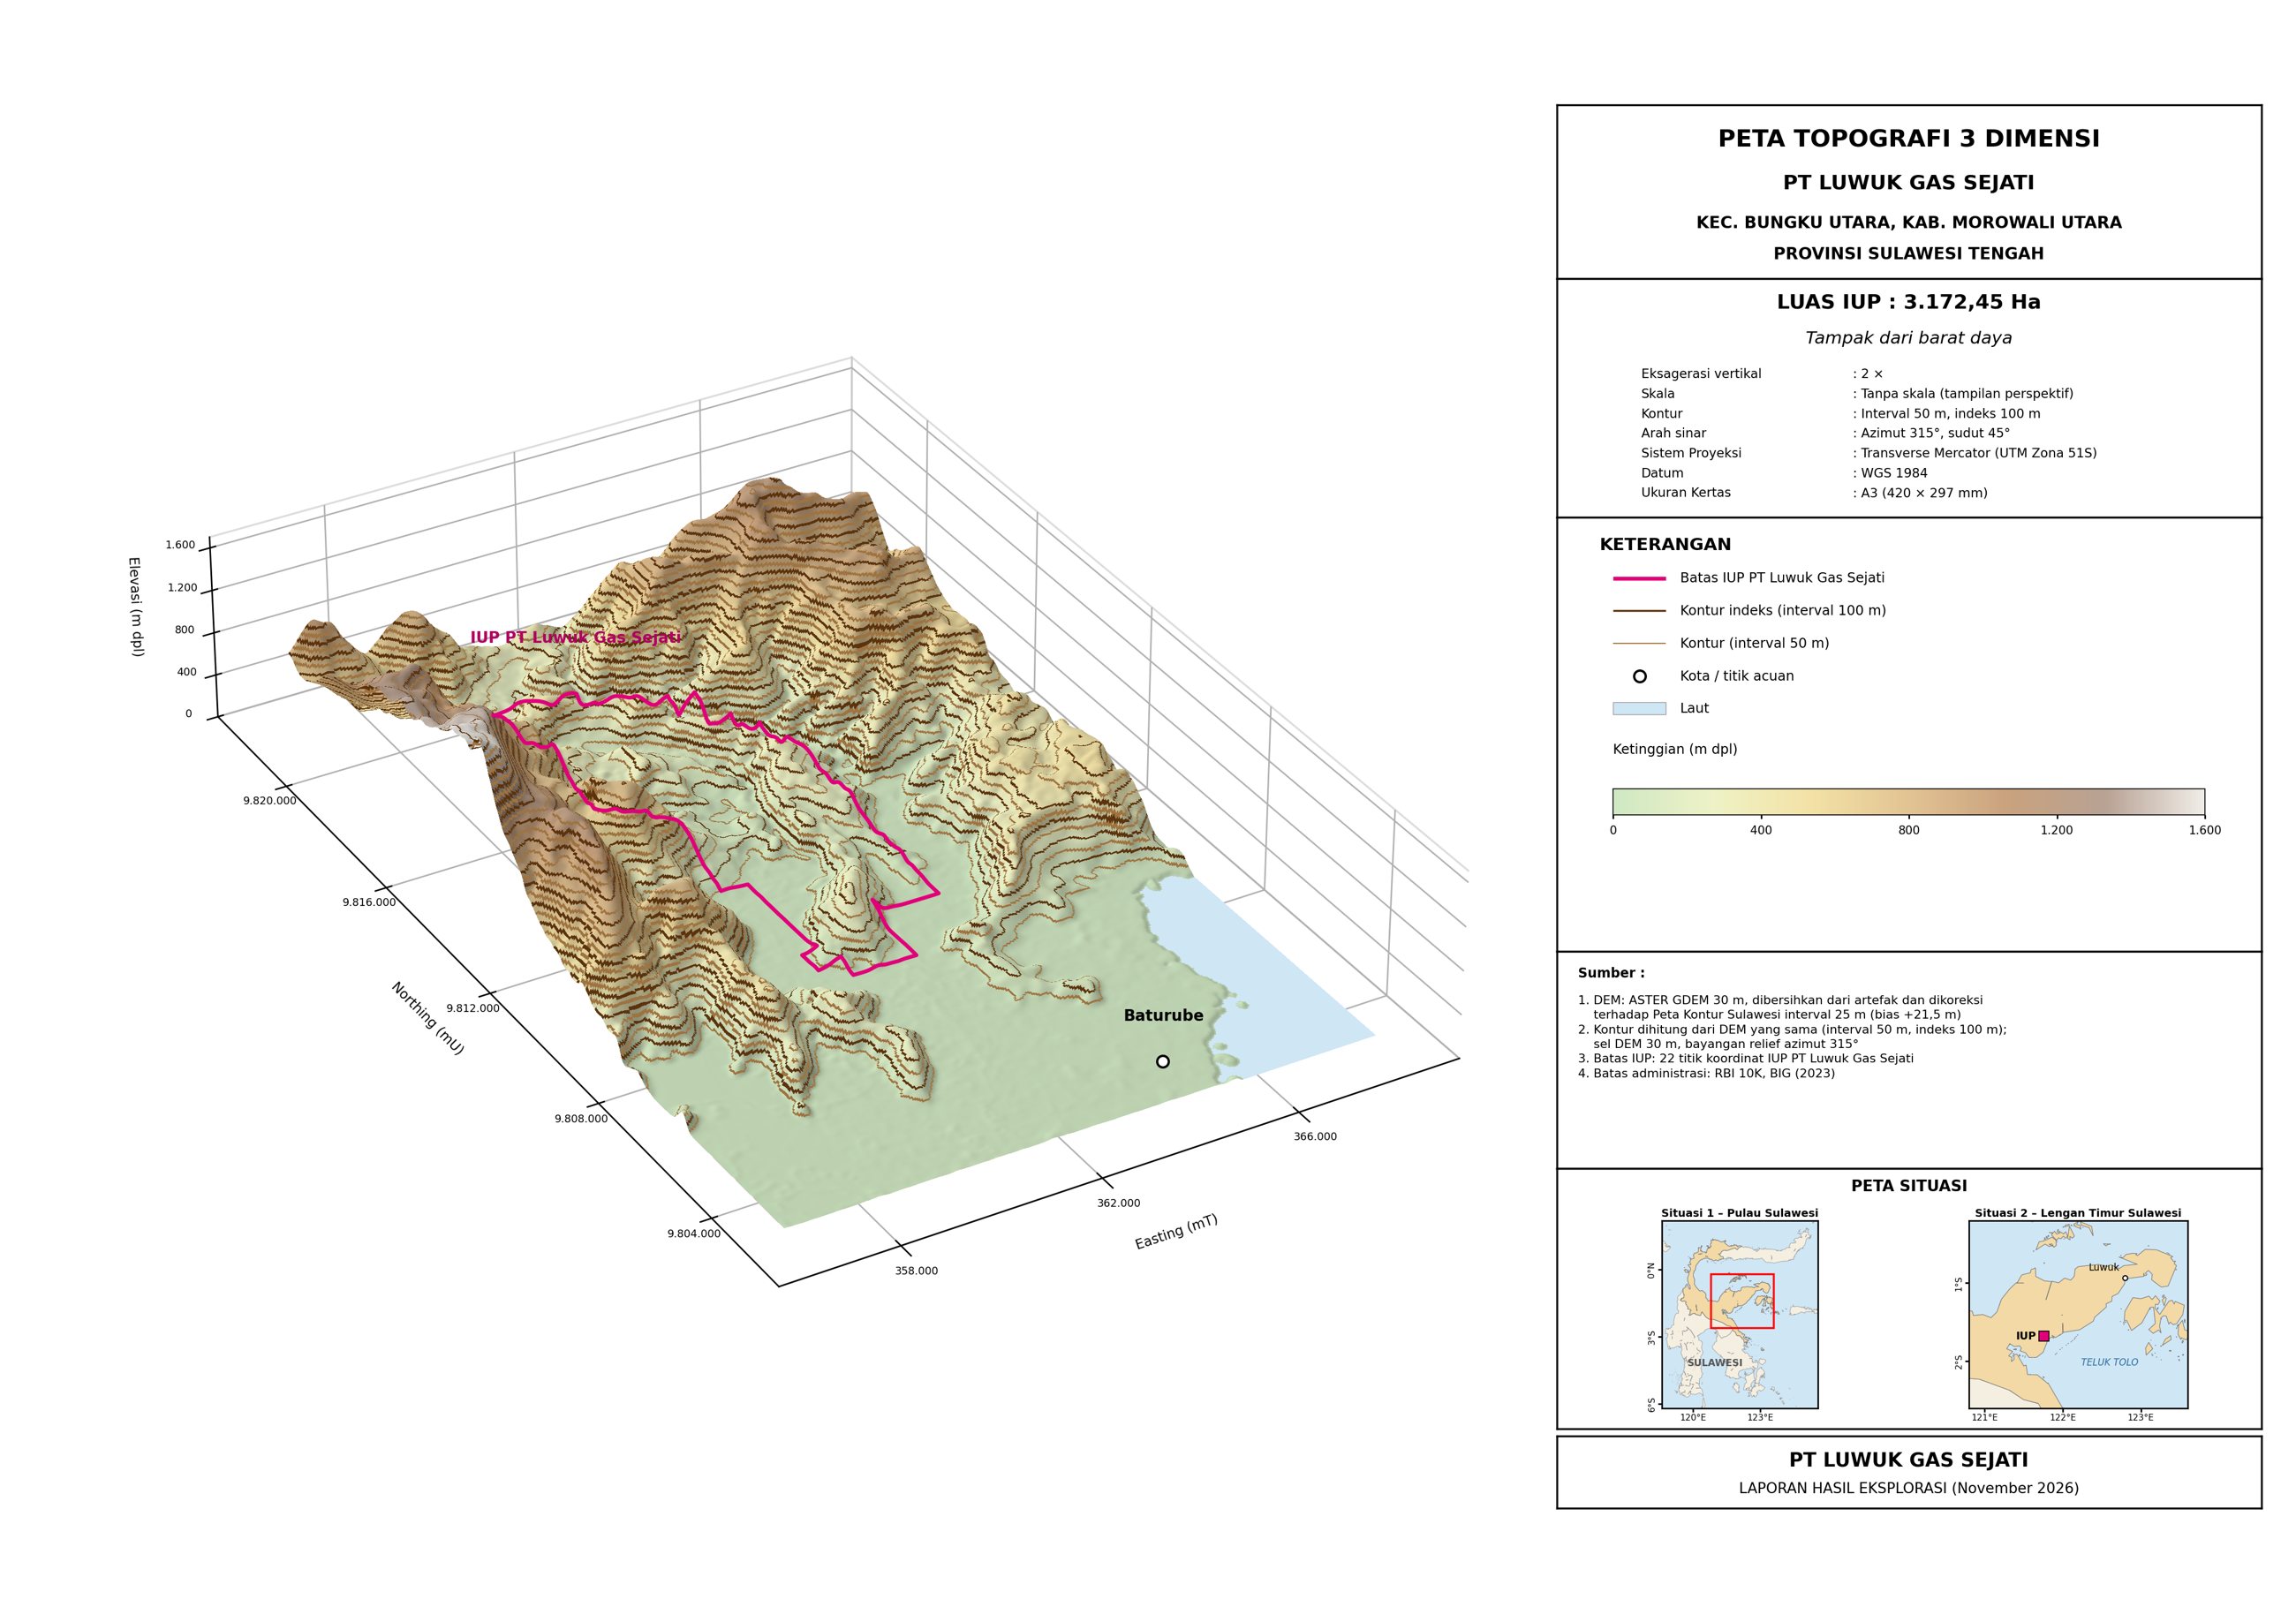 PETA TOPOGRAFI 3 DIMENSI
PT LUWUK GAS SEJATI
KEC. BUNGKU UTARA, KAB. MOROWALI UTARA
PROVINSI SULAWESI TENGAH
LUAS IUP : 3.172,45 Ha
Tampak dari barat daya
Eksagerasi vertikal : 2 ×
Skala : Tanpa skala (tampilan perspektif)
Kontur : Interval 50 m, indeks 100 m
Arah sinar : Azimut 315°, sudut 45°
Sistem Proyeksi : Transverse Mercator (UTM Zona 51S)
Datum : WGS 1984
Ukuran Kertas : A3 (420 × 297 mm)
KETERANGAN
Batas IUP PT Luwuk Gas Sejati
Kontur indeks (interval 100 m)
Kontur (interval 50 m)
Kota / titik acuan
Laut
Ketinggian (m dpl)
0 400 800 1.200 1.600
Sumber :
1. DEM: ASTER GDEM 30 m, dibersihkan dari artefak dan dikoreksi
terhadap Peta Kontur Sulawesi interval 25 m (bias +21,5 m)
2. Kontur dihitung dari DEM yang sama (interval 50 m, indeks 100 m);
sel DEM 30 m, bayangan relief azimut 315°
3. Batas IUP: 22 titik koordinat IUP PT Luwuk Gas Sejati
4. Batas administrasi: RBI 10K, BIG (2023)
PETA SITUASI
Situasi 1 – Pulau Sulawesi
0°N
3°S
6°S
SULAWESI
120°E 123°E
Situasi 2 – Lengan Timur Sulawesi
1°S
2°S
Luwuk
IUP
TELUK TOLO
121°E 122°E 123°E
PT LUWUK GAS SEJATI
LAPORAN HASIL EKSPLORASI (November 2026)
Elevasi (m dpl)
1.600
1.200
800
400
0
IUP PT Luwuk Gas Sejati
Baturube
Northing (mU)
9.820.000
9.816.000
9.812.000
9.808.000
9.804.000
Easting (mT)
358.000
362.000
366.000